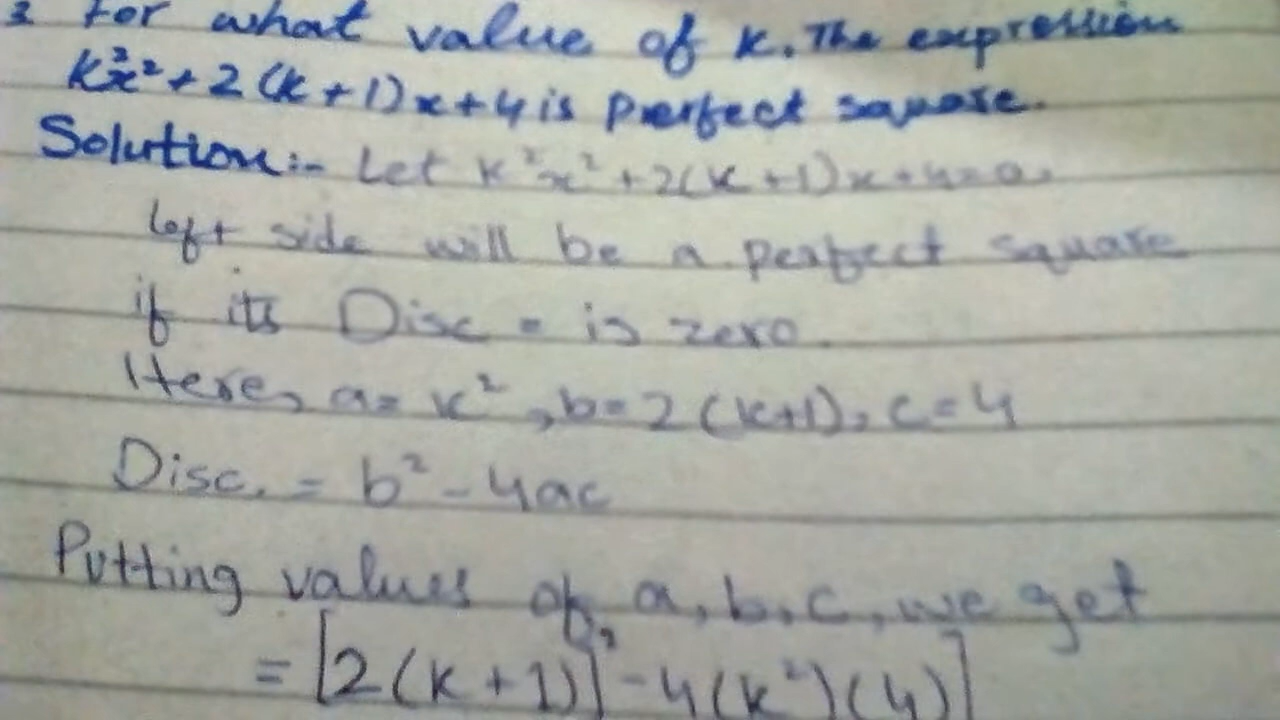 2 For what value of k. The expression
k²x² + 2(k+1)x+4 is perfect square.
Solution:- Let k²x² + 2(k+1)x+4=0.
left side will be a perfect square
if its Disc = is zero.
Here, a= k², b= 2(k+1), c=4
Disc. = b² - 4ac
Putting values of a, b, c, we get
= [2(k+1)]² - 4(k²)(4)]